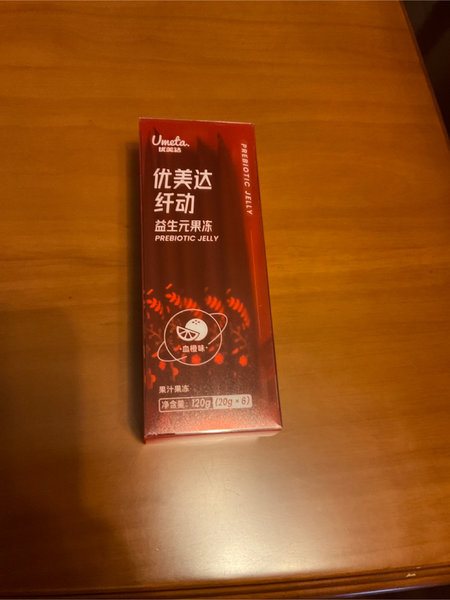 Umeta.
优美达
优美达
纤动
益生元果冻
PREBIOTIC JELLY
PREBIOTIC JELLY
·血橙味·
果汁果冻
净含量：120g (20g×6)